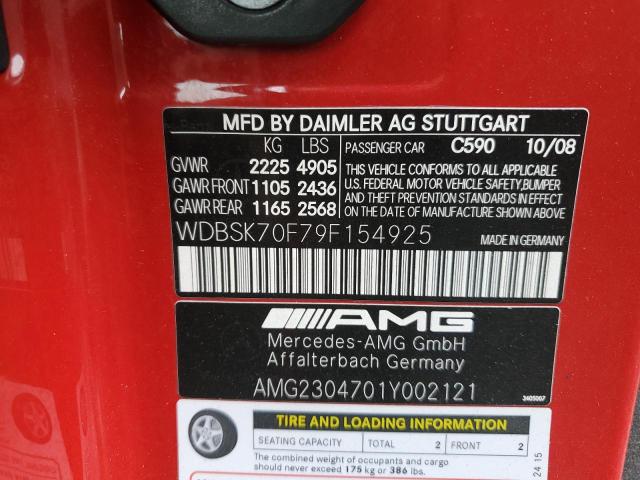 MFD BY DAIMLER AG STUTTGART
KG LBS PASSENGER CAR C590 10/08
GVWR 2225 4905
GAWR FRONT 1105 2436
GAWR REAR 1165 2568
THIS VEHICLE CONFORMS TO ALL APPLICABLE
U.S. FEDERAL MOTOR VEHICLE SAFETY, BUMPER
AND THEFT PREVENTION STANDARDS IN EFFECT
ON THE DATE OF MANUFACTURE SHOWN ABOVE.
WDBSK70F79F154925 MADE IN GERMANY
AMG
Mercedes-AMG GmbH
Affalterbach Germany
AMG2304701Y002121 3405007
TIRE AND LOADING INFORMATION
SEATING CAPACITY TOTAL 2 FRONT 2
The combined weight of occupants and cargo
should never exceed 175 kg or 386 lbs.
24 15